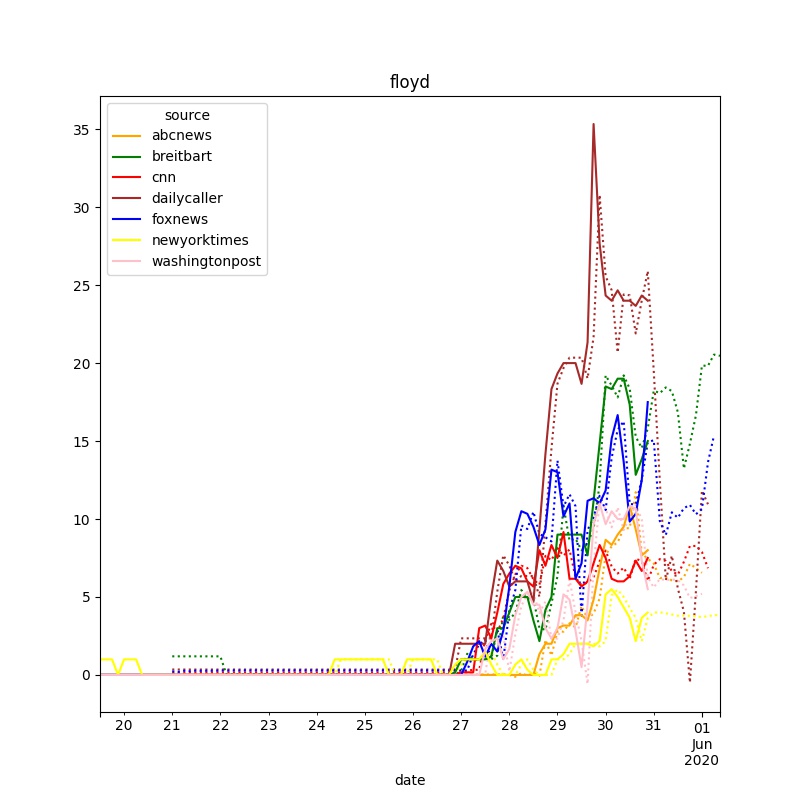 floyd
source
abcnews
breitbart
cnn
dailycaller
foxnews
newyorktimes
washingtonpost
35
30
25
20
15
10
5
0
20 21 22 23 24 25 26 27 28 29 30 31 01
Jun
2020
date